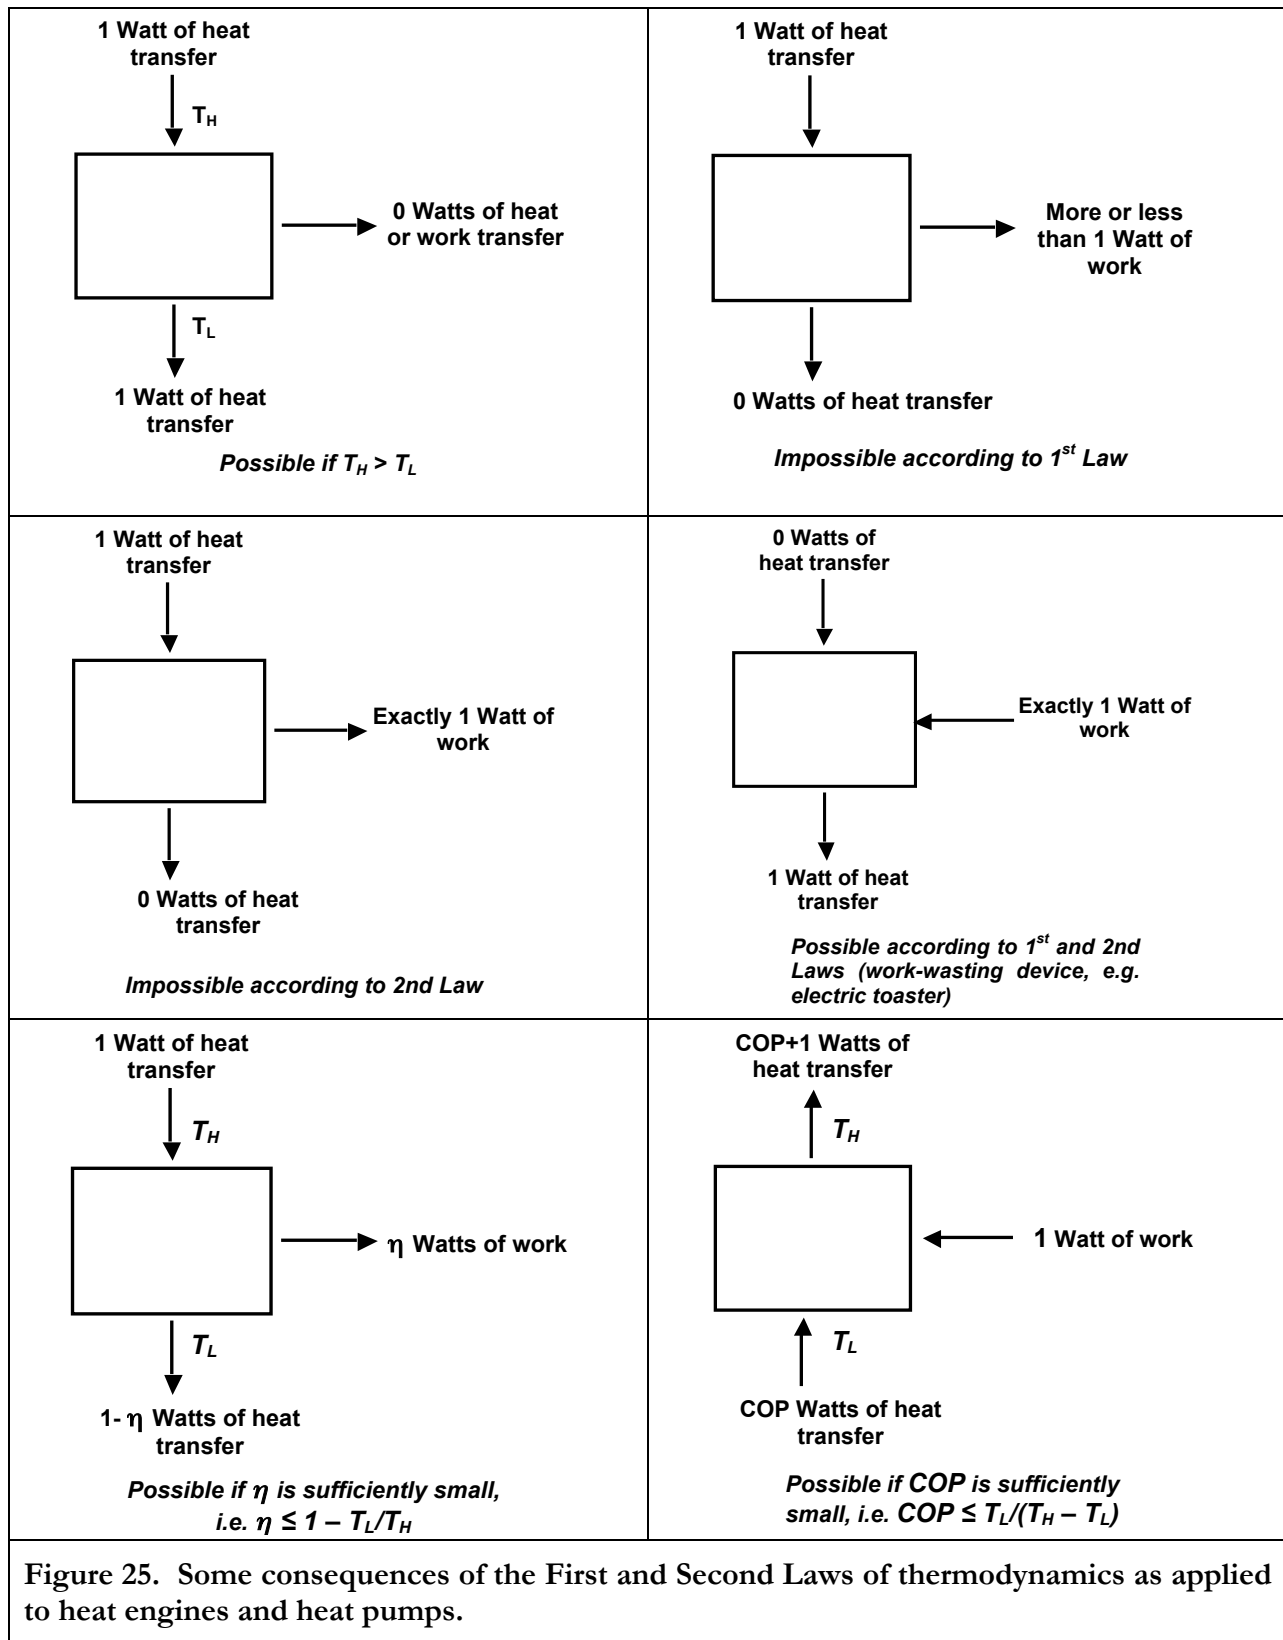 1 Watt of heat
transfer
T_H
0 Watts of heat
or work transfer
T_L
1 Watt of heat
transfer
Possible if T_H > T_L
1 Watt of heat
transfer
More or less
than 1 Watt of
work
0 Watts of heat transfer
Impossible according to 1^st Law
1 Watt of heat
transfer
Exactly 1 Watt of
work
0 Watts of heat
transfer
Impossible according to 2nd Law
0 Watts of
heat transfer
Exactly 1 Watt of
work
1 Watt of heat
transfer
Possible according to 1^st and 2nd
Laws (work-wasting device, e.g.
electric toaster)
1 Watt of heat
transfer
T_H
η Watts of work
T_L
1- η Watts of heat
transfer
Possible if η is sufficiently small,
i.e. η ≤ 1 – T_L/T_H
COP+1 Watts of
heat transfer
T_H
1 Watt of work
T_L
COP Watts of heat
transfer
Possible if COP is sufficiently
small, i.e. COP ≤ T_L/(T_H – T_L)
Figure 25. Some consequences of the First and Second Laws of thermodynamics as applied
to heat engines and heat pumps.